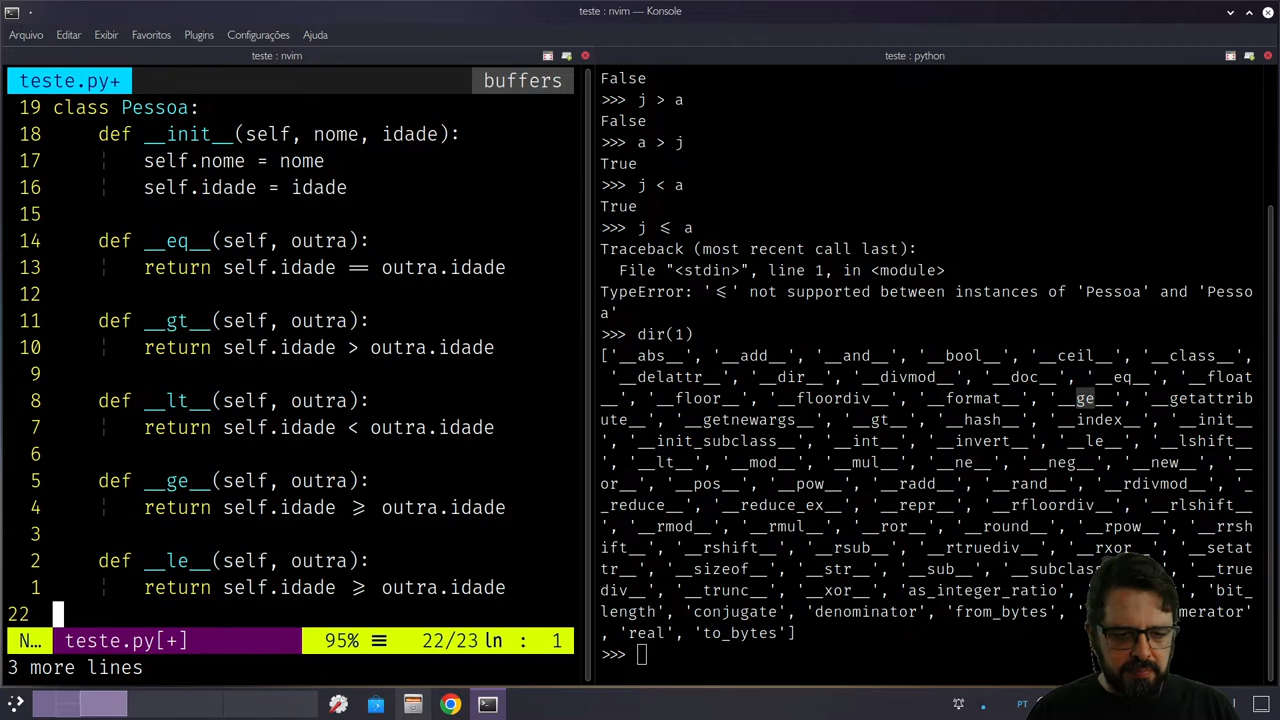 teste : nvim — Konsole
Arquivo Editar Exibir Favoritos Plugins Configurações Ajuda
teste : nvim
teste.py+ buffers
19 class Pessoa:
18 def __init__(self, nome, idade):
17 self.nome = nome
16 self.idade = idade
15
14 def __eq__(self, outra):
13 return self.idade == outra.idade
12
11 def __gt__(self, outra):
10 return self.idade > outra.idade
9
8 def __lt__(self, outra):
7 return self.idade < outra.idade
6
5 def __ge__(self, outra):
4 return self.idade >= outra.idade
3
2 def __le__(self, outra):
1 return self.idade >= outra.idade
22
N… teste.py[+] 95% ☰ 22/23 ln : 1
3 more lines
teste : python
False
>>> j > a
False
>>> a > j
True
>>> j < a
True
>>> j <= a
Traceback (most recent call last):
File "<stdin>", line 1, in <module>
TypeError: '<=' not supported between instances of 'Pessoa' and 'Pesso
a'
>>> dir(1)
['__abs__', '__add__', '__and__', '__bool__', '__ceil__', '__class__',
'__delattr__', '__dir__', '__divmod__', '__doc__', '__eq__', '__float
__', '__floor__', '__floordiv__', '__format__', '__ge__', '__getattrib
ute__', '__getnewargs__', '__gt__', '__hash__', '__index__', '__init__
', '__init_subclass__', '__int__', '__invert__', '__le__', '__lshift__
', '__lt__', '__mod__', '__mul__', '__ne__', '__neg__', '__new__', '__
or__', '__pos__', '__pow__', '__radd__', '__rand__', '__rdivmod__', '_
_reduce__', '__reduce_ex__', '__repr__', '__rfloordiv__', '__rlshift__
', '__rmod__', '__rmul__', '__ror__', '__round__', '__rpow__', '__rrsh
ift__', '__rshift__', '__rsub__', '__rtruediv__', '__rxor__', '__setat
tr__', '__sizeof__', '__str__', '__sub__', '__subclass __true
div__', '__trunc__', '__xor__', 'as_integer_ratio', 'bit_
length', 'conjugate', 'denominator', 'from_bytes', merator'
, 'real', 'to_bytes']
>>>
PT